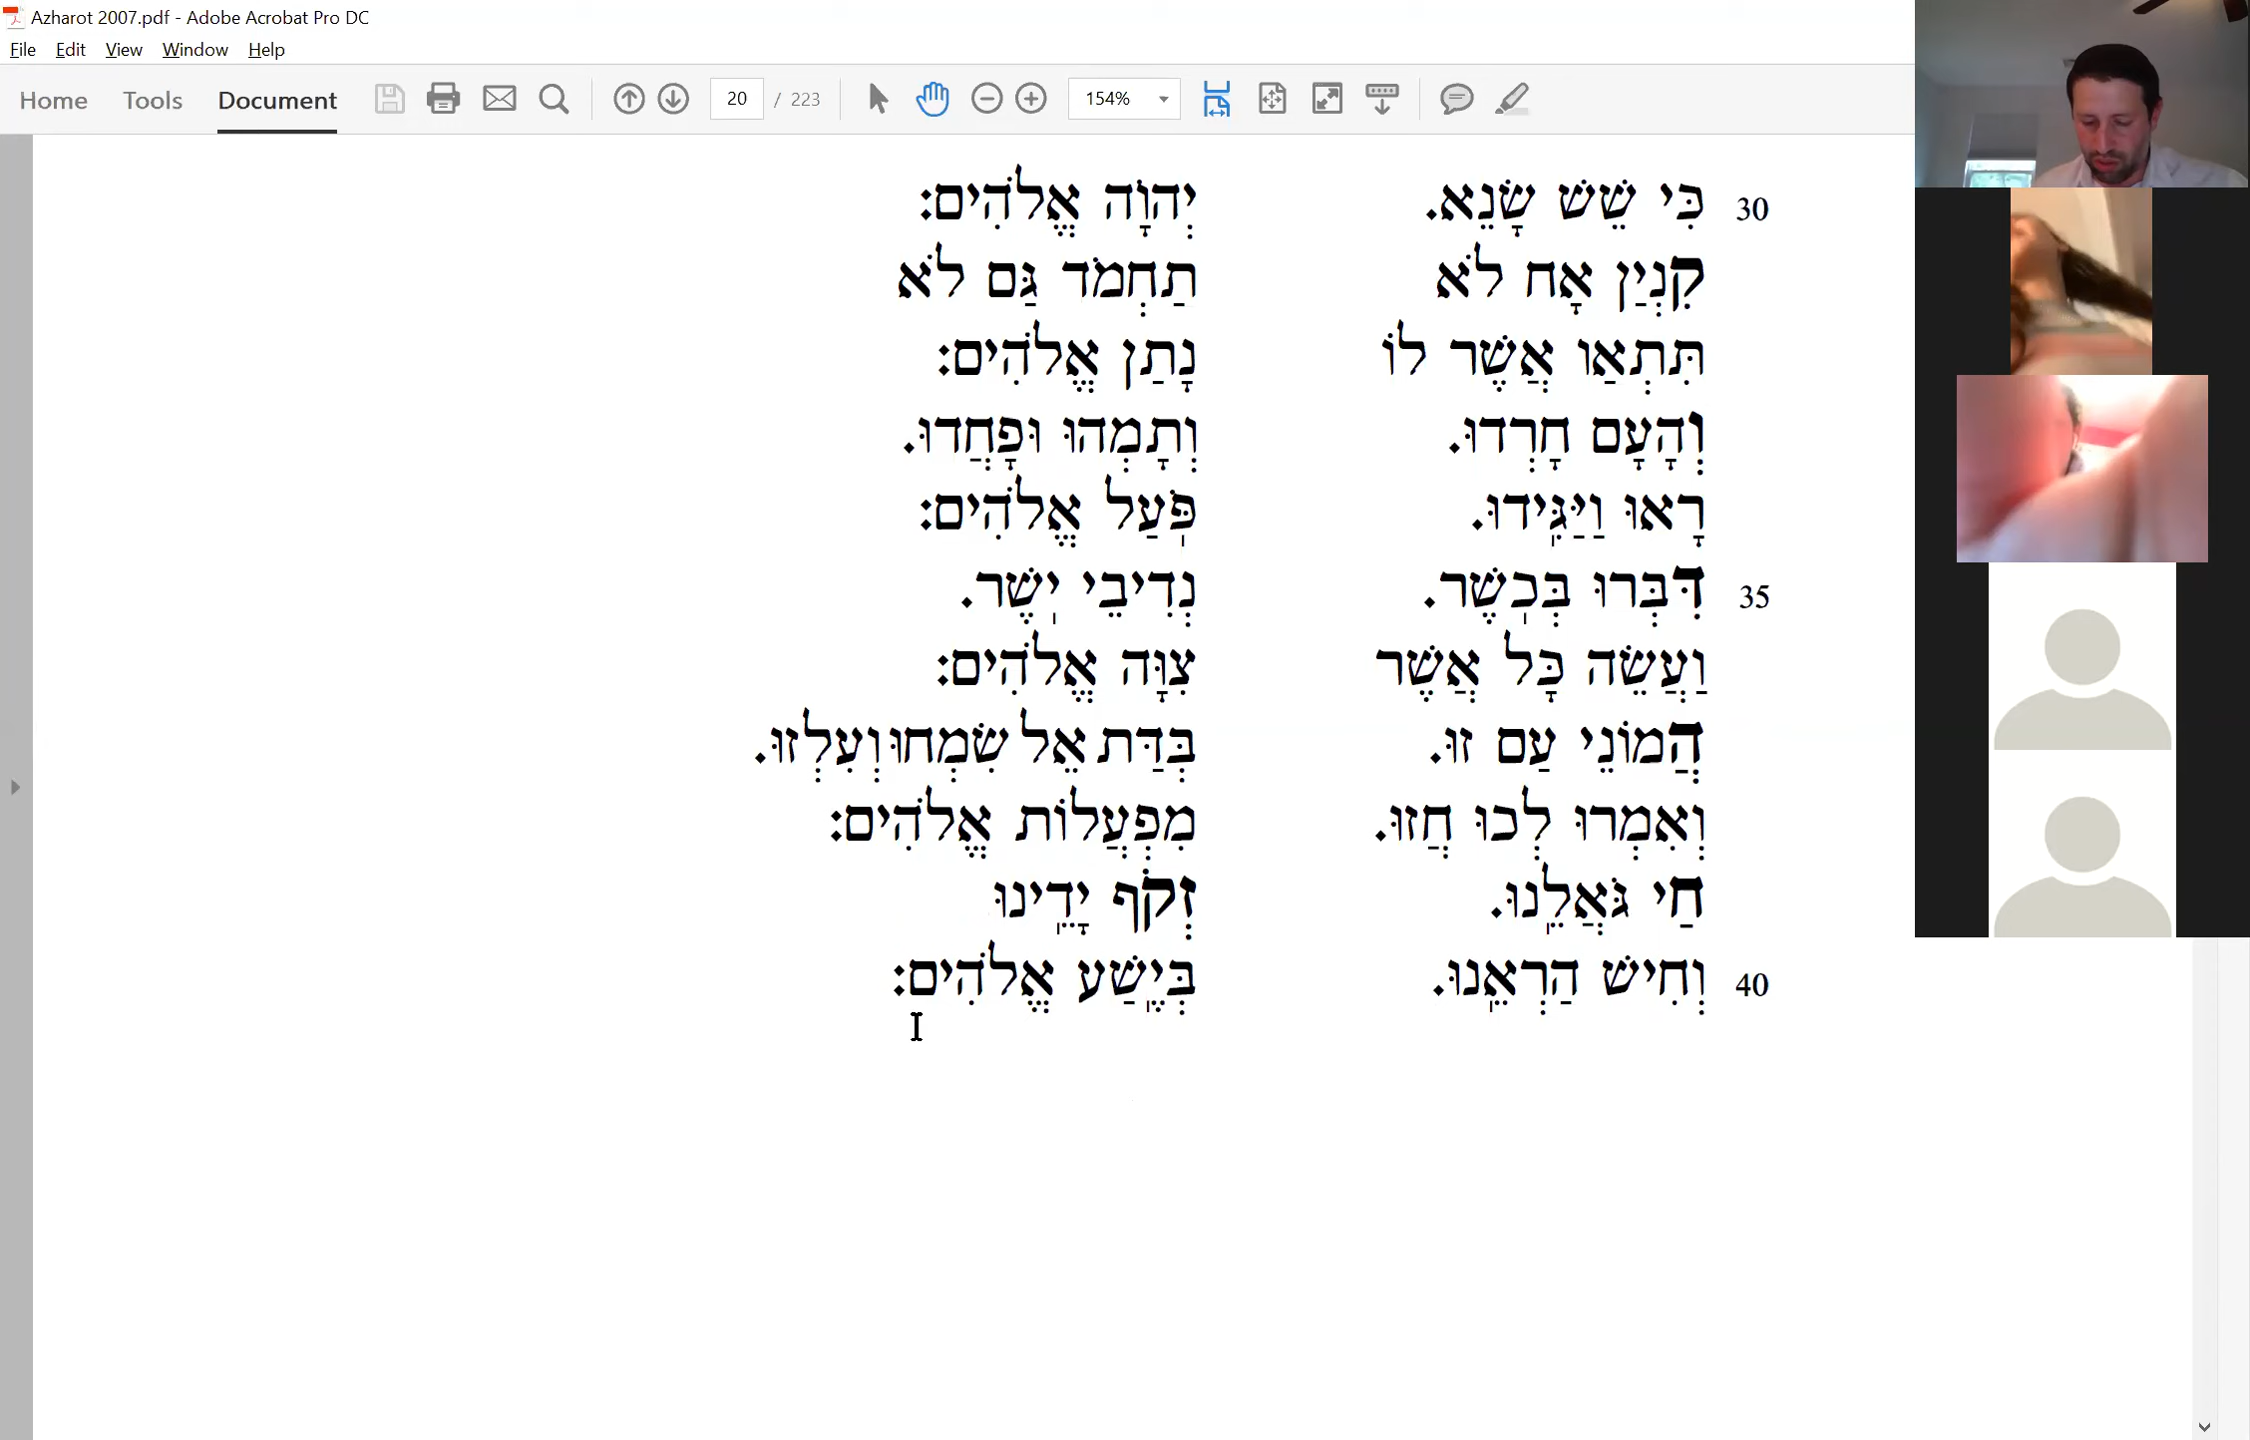 Azharot 2007.pdf - Adobe Acrobat Pro DC
File Edit View Window Help
Home Tools Document 20 / 223 154%
30 כִּי שֵׁשׁ שָׂנֵא. יְהוָֹה אֱלֹהִים:
קִנְיַן אָח לֹא תַחְמֹד גַּם לֹא
תִּתְאַו אֲשֶׁר לוֹ נָתַן אֱלֹהִים:
וְהָעָם חָרְדוּ. וְתָמְהוּ וּפָחֲדוּ.
רָאוּ וַיַּגִּֽידוּ. פֹּֽעַל אֱלֹהִים:
35 דִּבְּרוּ בְּכֽשֶׁר. נְדִיבֵי יֽשֶׁר.
וַעֲשֵׂה כָּל אֲשֶׁר צִוָּה אֱלֹהִים:
הֲמוֹנֵי עַם זוּ. בְּדַּת אֵל שִׂמְחוּ וְעִלְזוּ.
וְאִמְרוּ לְכוּ חֲזוּ. מִפְעֲלוֹת אֱלֹהִים:
חַי גֹּאֲלֵֽנוּ. זְקֹף יָדֵֽינוּ
40 וְחִישׁ הַרְאֵֽנוּ. בְּיֶֽשַׁע אֱלֹהִים: